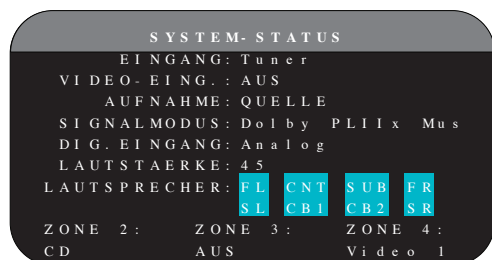 SYSTEM-STATUS
EINGANG: Tuner
VIDEO-EING.: AUS
AUFNAHME: QUELLE
SIGNALMODUS: Dolby PLIIx Mus
DIG. EINGANG: Analog
LAUTSTAERKE: 45
LAUTSPRECHER: FL CNT SUB FR
SL CB1 CB2 SR
ZONE 2: ZONE 3: ZONE 4:
CD AUS Video 1